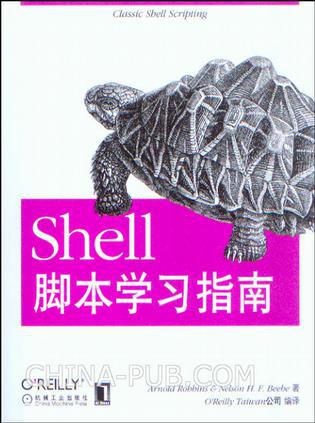 Classic Shell Scripting
Shell
脚本学习指南
CHINA-PUB.COM
O'REILLY
机械工业出版社
China Machine Press
Arnold Robbins & Nelson H. F. Beebe 著
O'Reilly Taiwan公司 编译